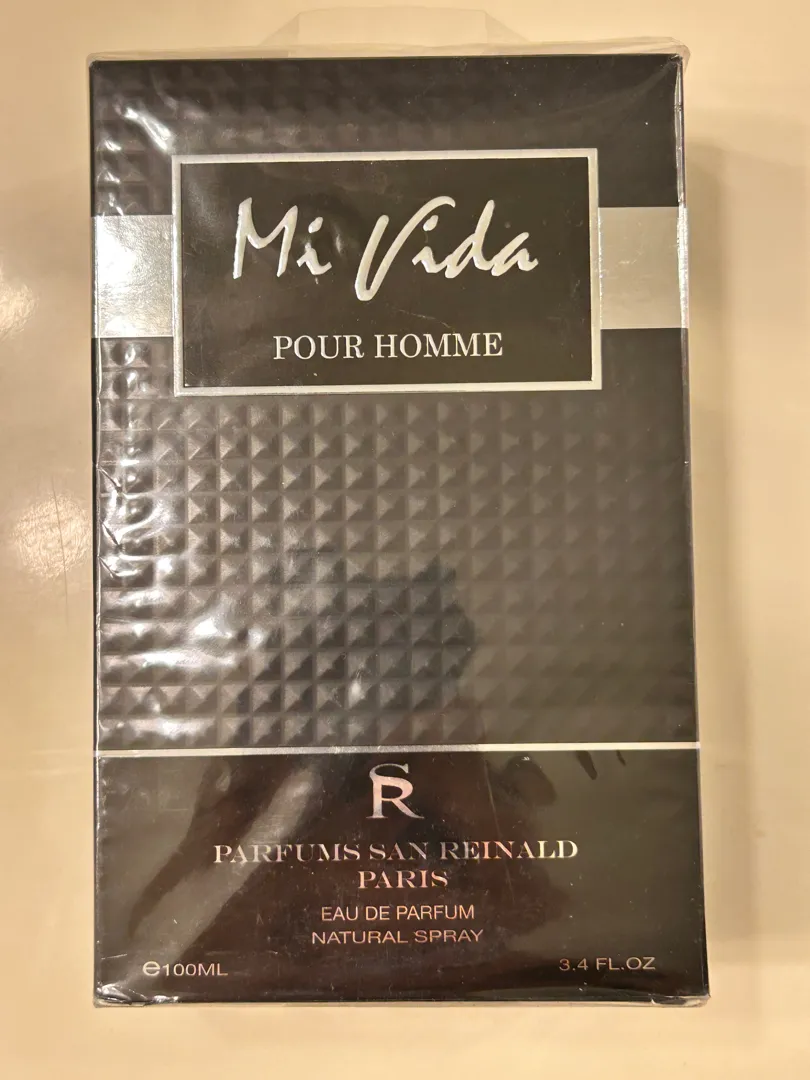 Mi Vida
POUR HOMME
SR
PARFUMS SAN REINALD
PARIS
EAU DE PARFUM
NATURAL SPRAY
℮100ML
3.4 FL.OZ